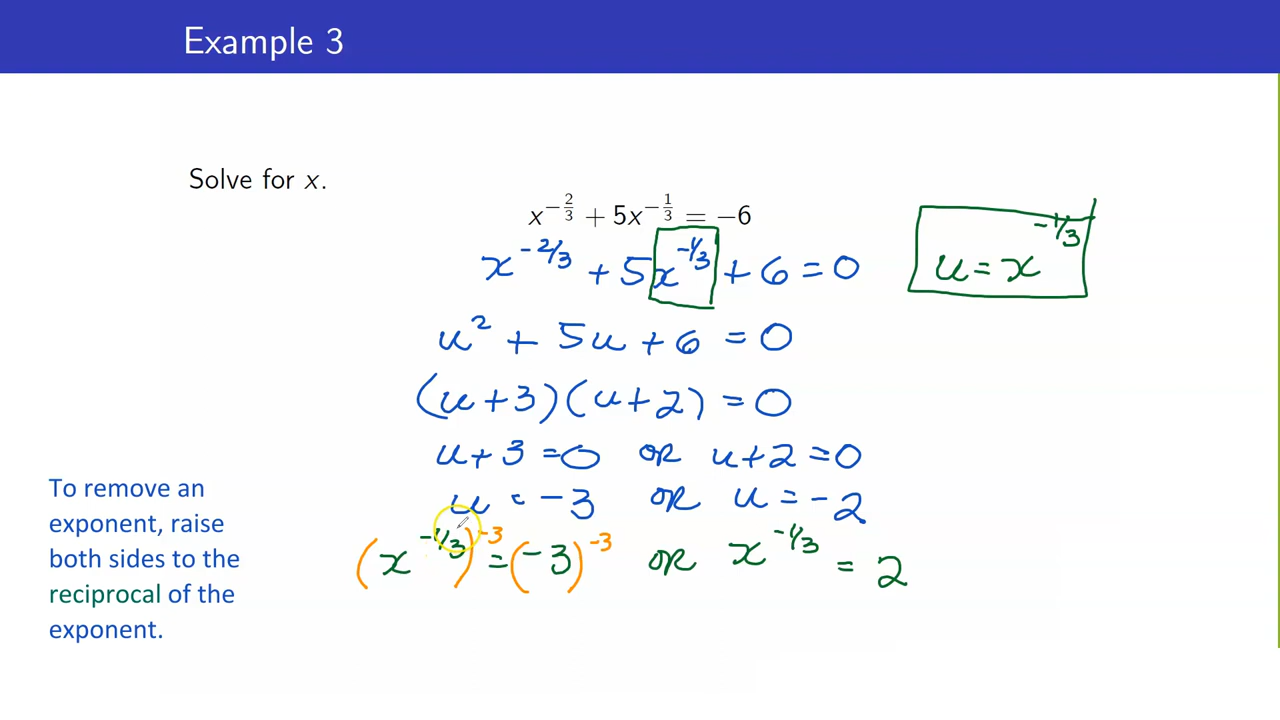 Example 3
Solve for x.
x^{-2/3} + 5x^{-1/3} = -6
x^{-2/3} + 5x^{-1/3} + 6 = 0
u = x^{-1/3}
u^2 + 5u + 6 = 0
(u+3)(u+2) = 0
u+3=0 or u+2=0
u = -3 or u = -2
(x^{-1/3})^{-3} = (-3)^{-3} or x^{-1/3} = 2
To remove an
exponent, raise
both sides to the
reciprocal of the
exponent.